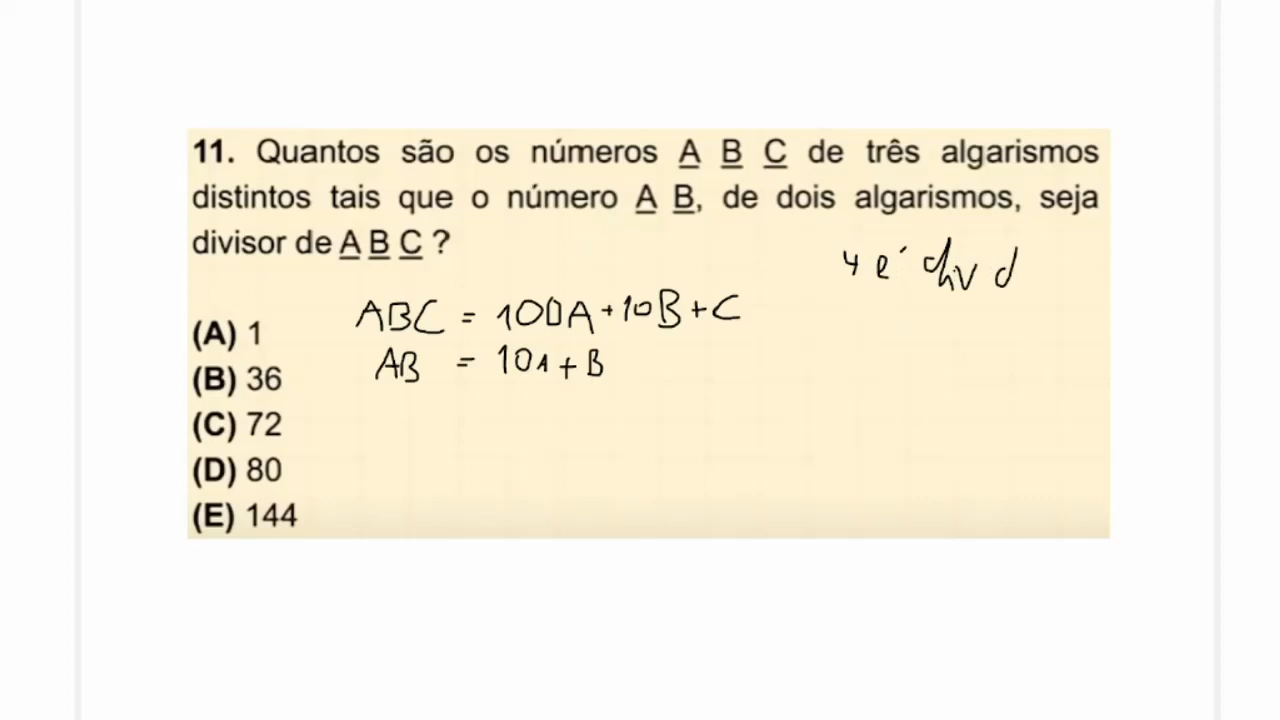 11. Quantos são os números A B C de três algarismos
distintos tais que o número A B, de dois algarismos, seja
divisor de A B C ?
4 é div d
ABC = 100A + 10B + C
AB = 10A + B
(A) 1
(B) 36
(C) 72
(D) 80
(E) 144